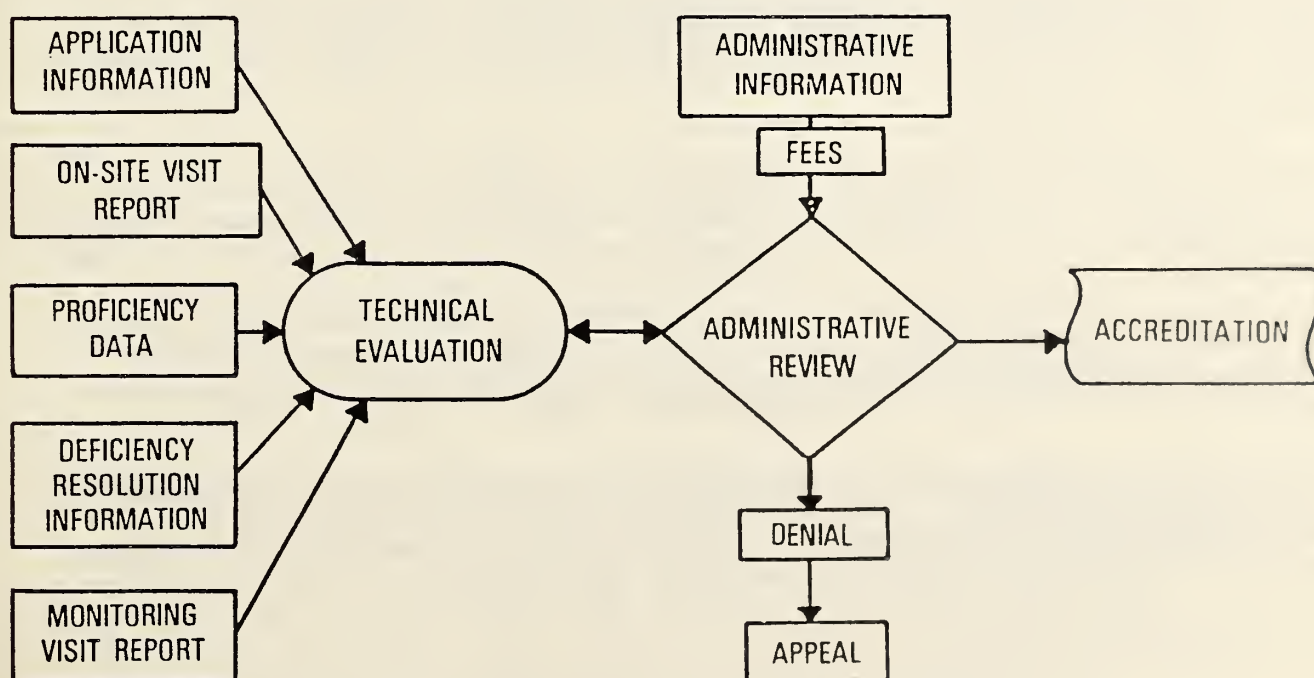 APPLICATION
INFORMATION
ON-SITE VISIT
REPORT
PROFICIENCY
DATA
DEFICIENCY
RESOLUTION
INFORMATION
MONITORING
VISIT REPORT
TECHNICAL
EVALUATION
ADMINISTRATIVE
INFORMATION
FEES
ADMINISTRATIVE
REVIEW
DENIAL
APPEAL
ACCREDITATION